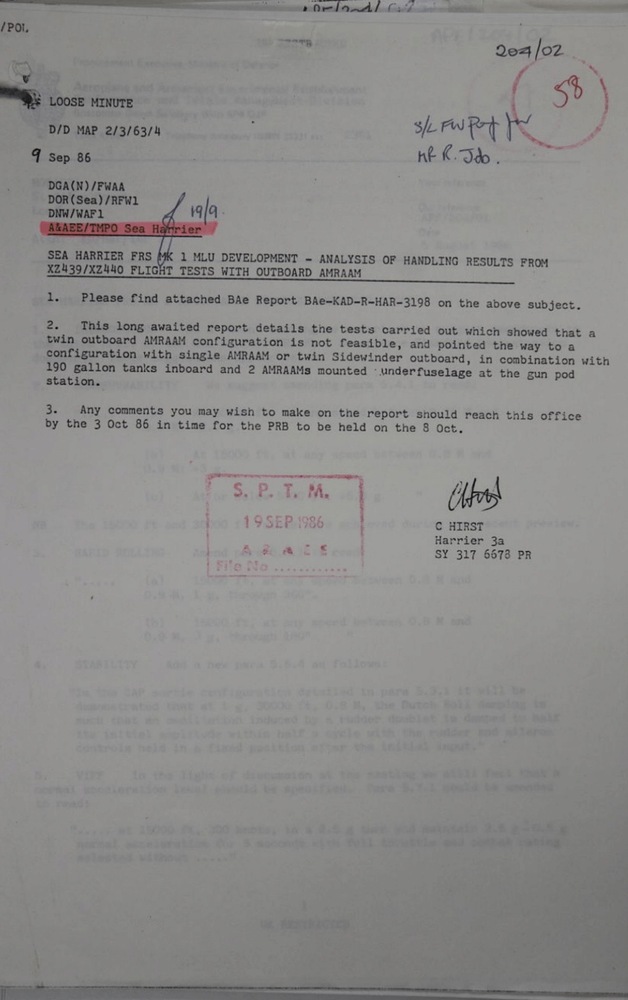 /POL
204/02
58
LOOSE MINUTE
D/D MAP 2/3/63/4
9 Sep 86
Mr R. Job.
DGA(N)/FWAA
DOR(Sea)/RFW1
DNW/WAF1
19/9
A&AEE/TMPO Sea Harrier
SEA HARRIER FRS MK 1 MLU DEVELOPMENT - ANALYSIS OF HANDLING RESULTS FROM
XZ439/XZ440 FLIGHT TESTS WITH OUTBOARD AMRAAM
1. Please find attached BAe Report BAe-KAD-R-HAR-3198 on the above subject.
2. This long awaited report details the tests carried out which showed that a
twin outboard AMRAAM configuration is not feasible, and pointed the way to a
configuration with single AMRAAM or twin Sidewinder outboard, in combination with
190 gallon tanks inboard and 2 AMRAAMs mounted underfuselage at the gun pod
station.
3. Any comments you may wish to make on the report should reach this office
by the 3 Oct 86 in time for the PRB to be held on the 8 Oct.
S. P. T. M.
19 SEP 1986
A & A E E
File No ............
C HIRST
Harrier 3a
SY 317 6678 PR